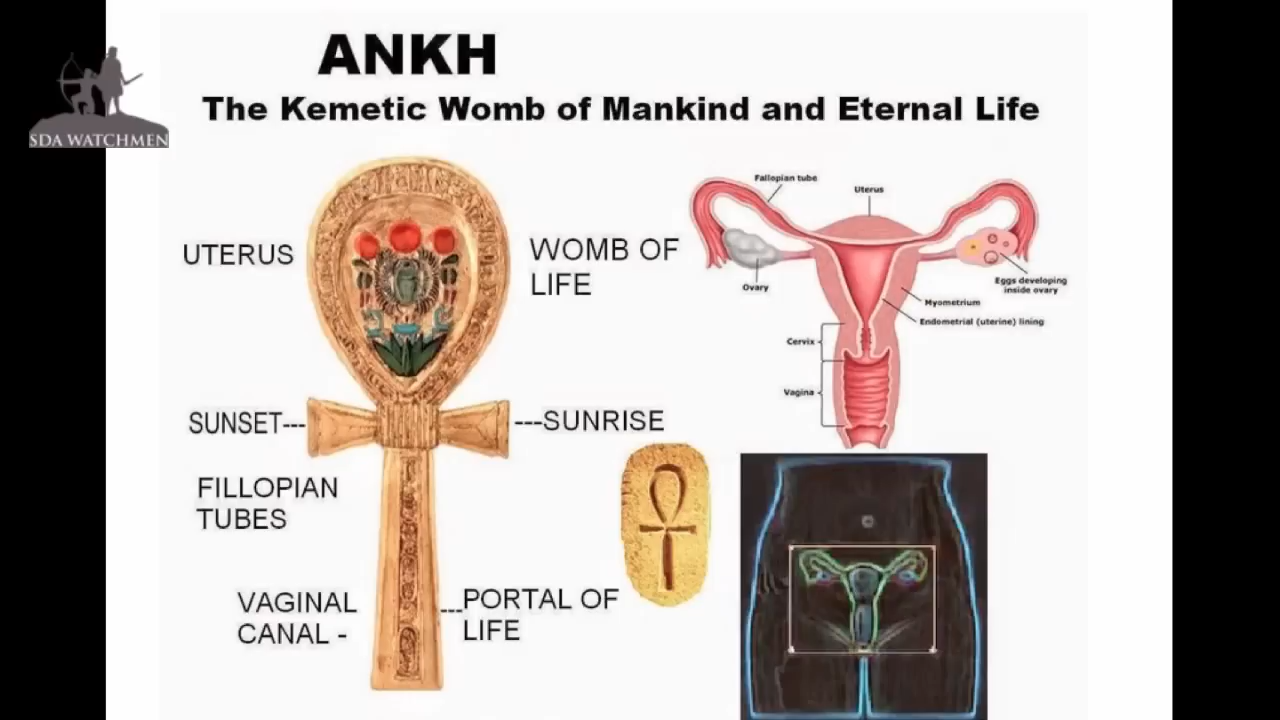 SDA WATCHMEN
ANKH
The Kemetic Womb of Mankind and Eternal Life
UTERUS
WOMB OF
LIFE
SUNSET---
---SUNRISE
FILLOPIAN
TUBES
VAGINAL
CANAL -
---PORTAL OF
LIFE
Fallopian tube
Uterus
Ovary
Eggs developing
inside ovary
Myometrium
Endometrial (uterine) lining
Cervix
Vagina